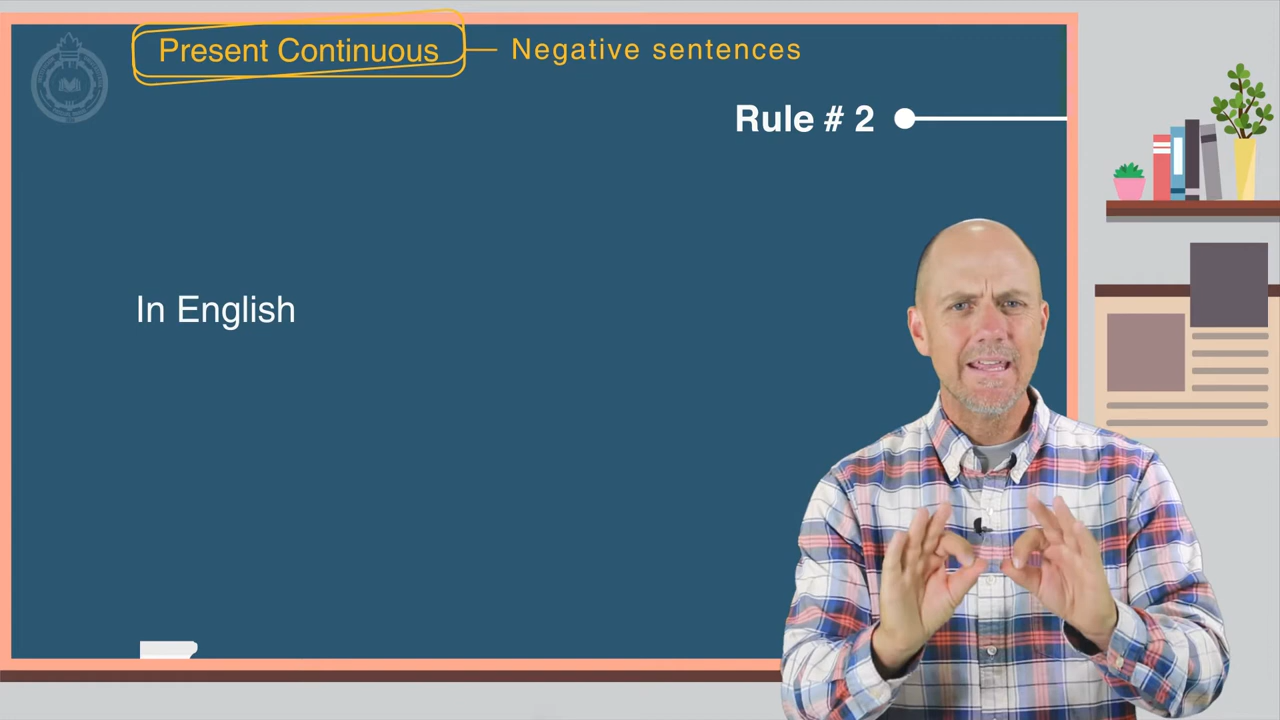 Present Continuous — Negative sentences
Rule # 2
In English